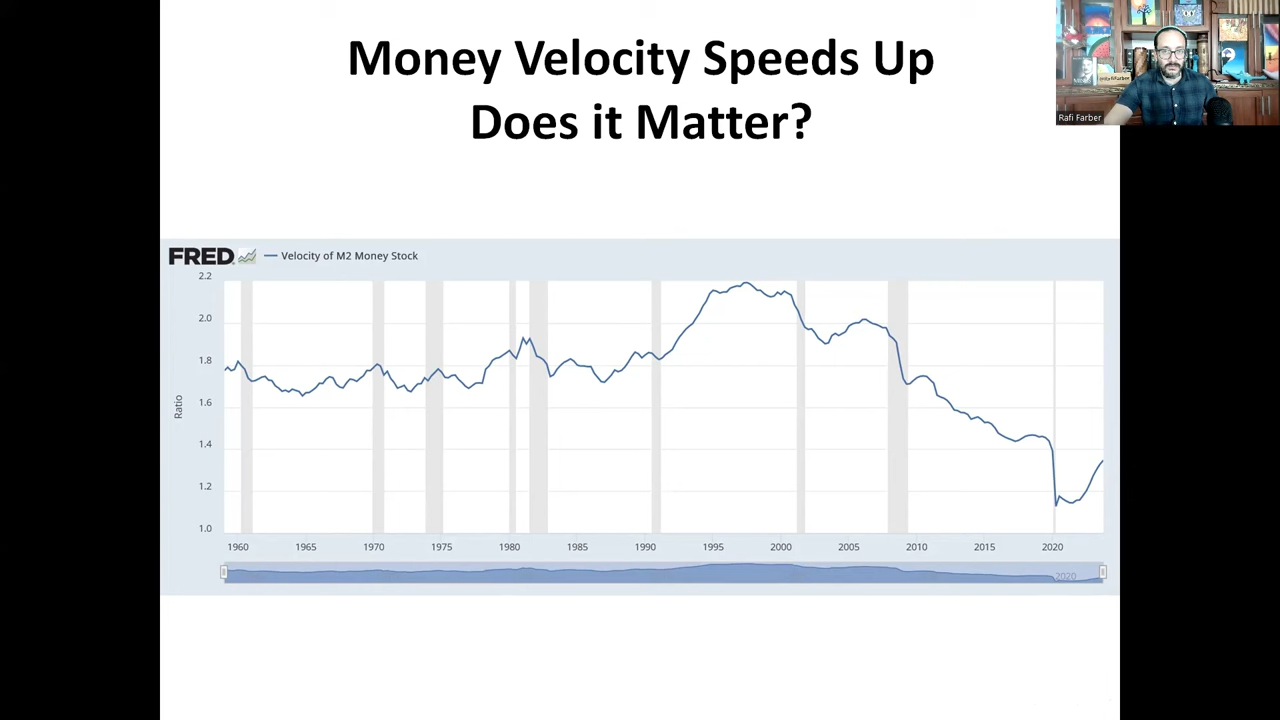 Money Velocity Speeds Up
Does it Matter?
Rafi Farber
FRED
Velocity of M2 Money Stock
2.2
2.0
1.8
1.6
1.4
1.2
1.0
Ratio
1960 1965 1970 1975 1980 1985 1990 1995 2000 2005 2010 2015 2020
2020